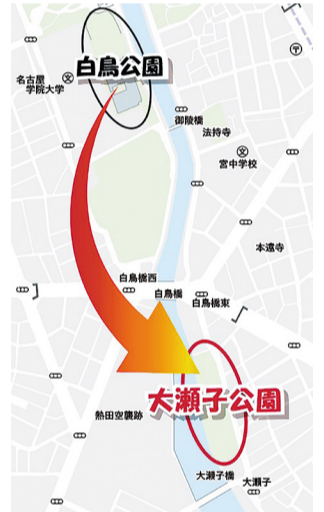 白鳥公園
名古屋
学院大学
御陵橋
法持寺
宮中学校
本遠寺
白鳥橋西
白鳥橋
白鳥橋東
大瀬子公園
熱田空襲跡
大瀬子橋
大瀬子